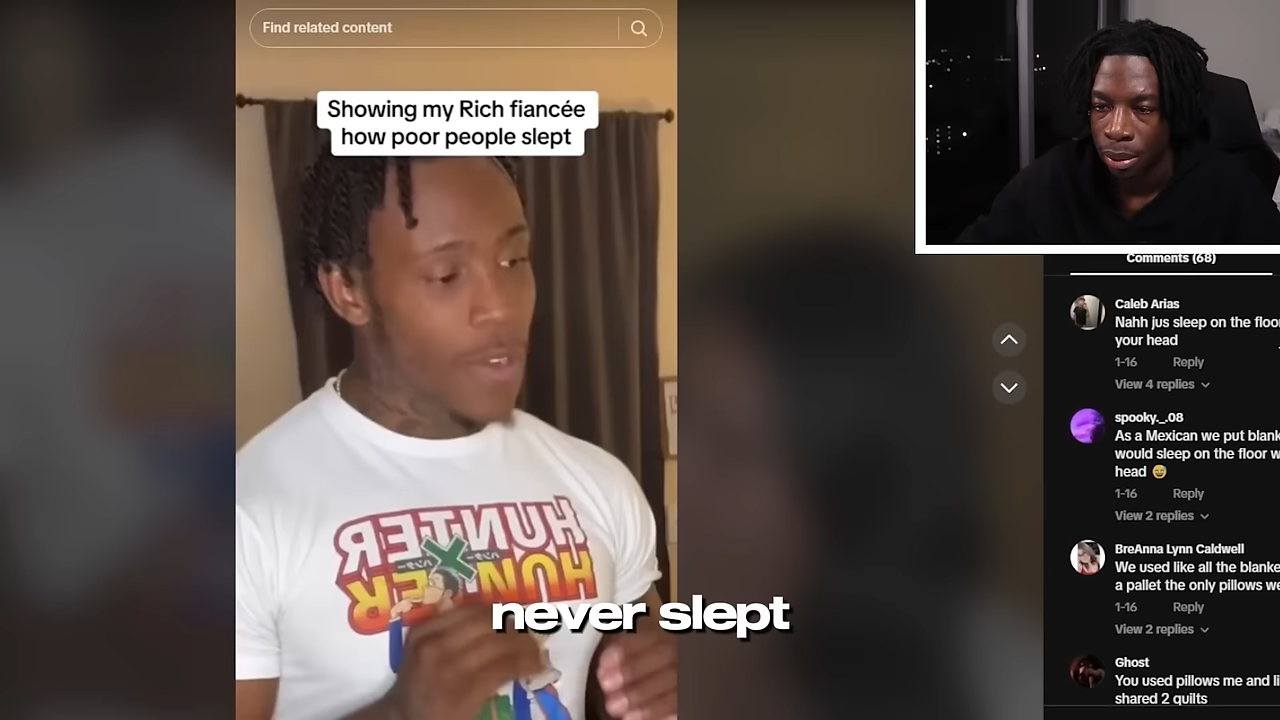 Find related content
Showing my Rich fiancée
how poor people slept
HUNTER
HUNTER
never slept
Comments (68)
Caleb Arias
Nahh jus sleep on the floor
your head
1-16 Reply
View 4 replies
spooky._.08
As a Mexican we put blank
would sleep on the floor w
head 😅
1-16 Reply
View 2 replies
BreAnna Lynn Caldwell
We used like all the blanke
a pallet the only pillows we
1-16 Reply
View 2 replies
Ghost
You used pillows me and li
shared 2 quilts